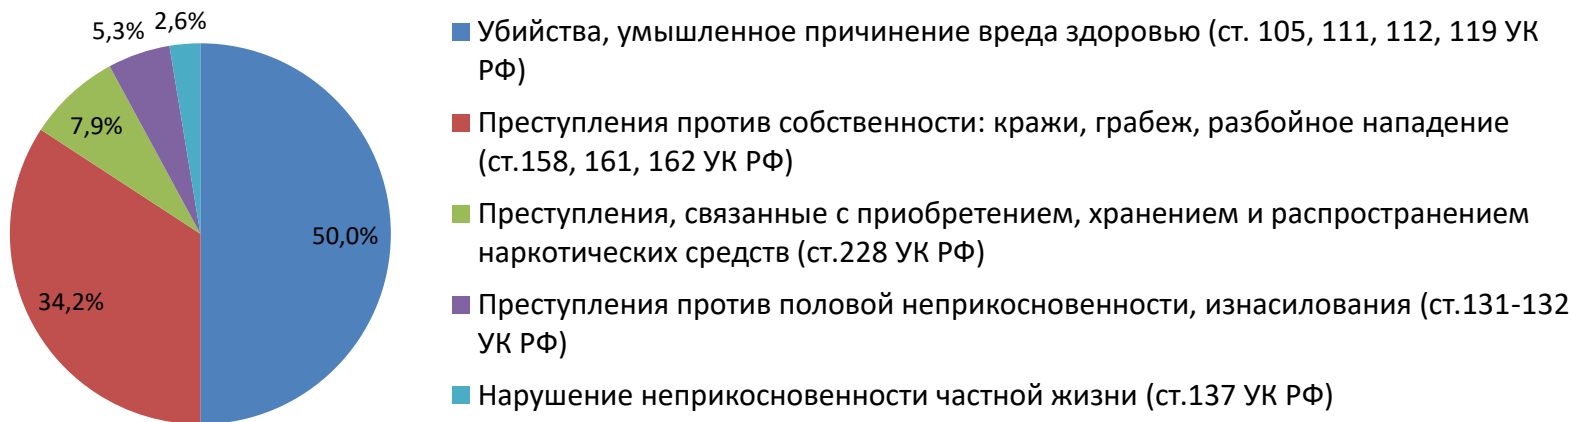 5,3%
2,6%
7,9%
50,0%
34,2%
Убийства, умышленное причинение вреда здоровью (ст. 105, 111, 112, 119 УК
РФ)
Преступления против собственности: кражи, грабеж, разбойное нападение
(ст.158, 161, 162 УК РФ)
Преступления, связанные с приобретением, хранением и распространением
наркотических средств (ст.228 УК РФ)
Преступления против половой неприкосновенности, изнасилования (ст.131-132
УК РФ)
Нарушение неприкосновенности частной жизни (ст.137 УК РФ)